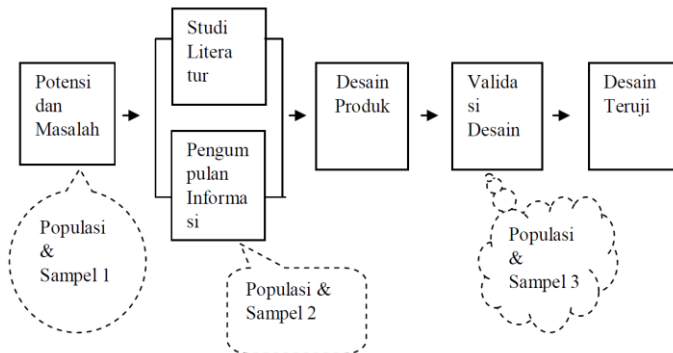 Studi
Litera
tur
Potensi
dan
Masalah
Pengum
pulan
Informa
si
Desain
Produk
Valida
si
Desain
Desain
Teruji
Populasi
&
Sampel 1
Populasi &
Sampel 2
Populasi
&
Sampel 3